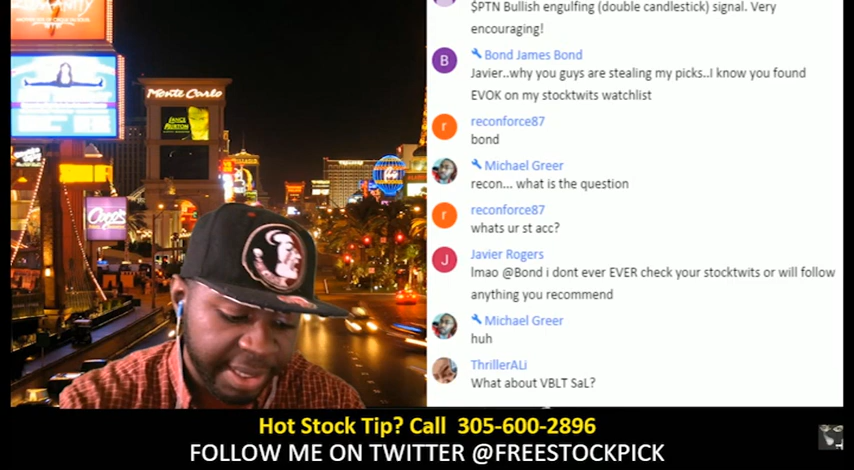 HUMANITY
Monte Carlo
LANCE
BURTON
$PTN Bullish engulfing (double candlestick) signal. Very
encouraging!
B
Bond James Bond
Javier..why you guys are stealing my picks..I know you found
EVOK on my stocktwits watchlist
r
reconforce87
bond
Michael Greer
recon... what is the question
r
reconforce87
whats ur st acc?
J
Javier Rogers
lmao @Bond i dont ever EVER check your stocktwits or will follow
anything you recommend
Michael Greer
huh
ThrillerALi
What about VBLT SaL?
Hot Stock Tip? Call 305-600-2896
FOLLOW ME ON TWITTER @FREESTOCKPICK